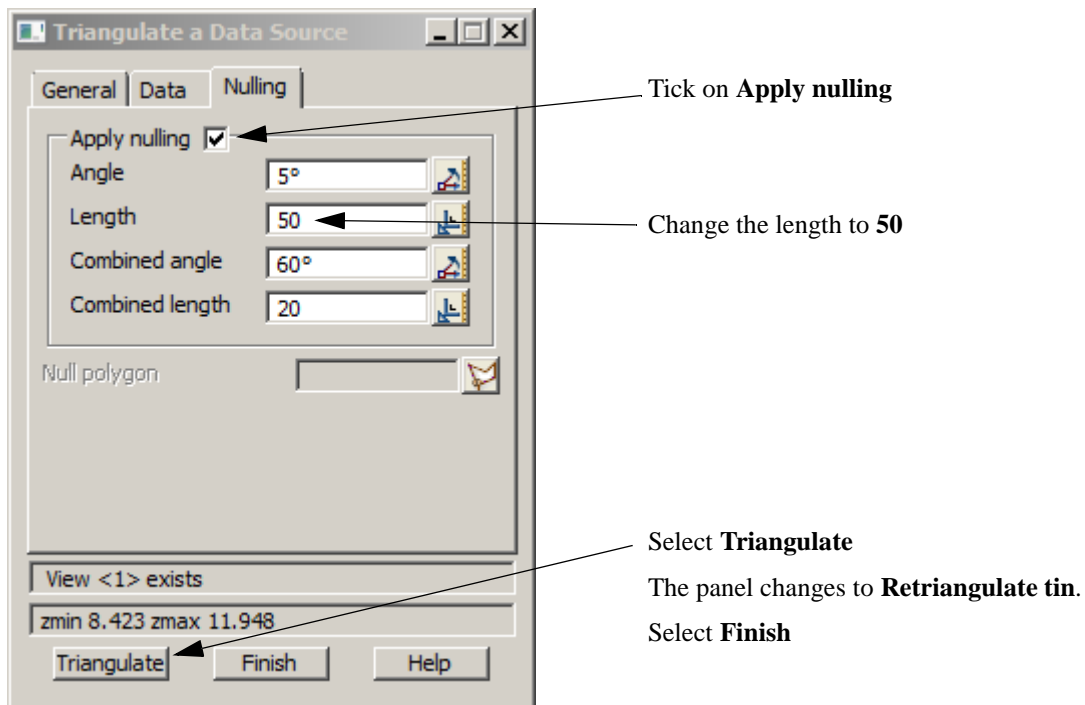 Triangulate a Data Source
General Data Nulling
Tick on Apply nulling
Apply nulling
Angle 5°
Length 50
Change the length to 50
Combined angle 60°
Combined length 20
Null polygon
Select Triangulate
View <1> exists
The panel changes to Retriangulate tin.
zmin 8.423 zmax 11.948
Select Finish
Triangulate Finish Help